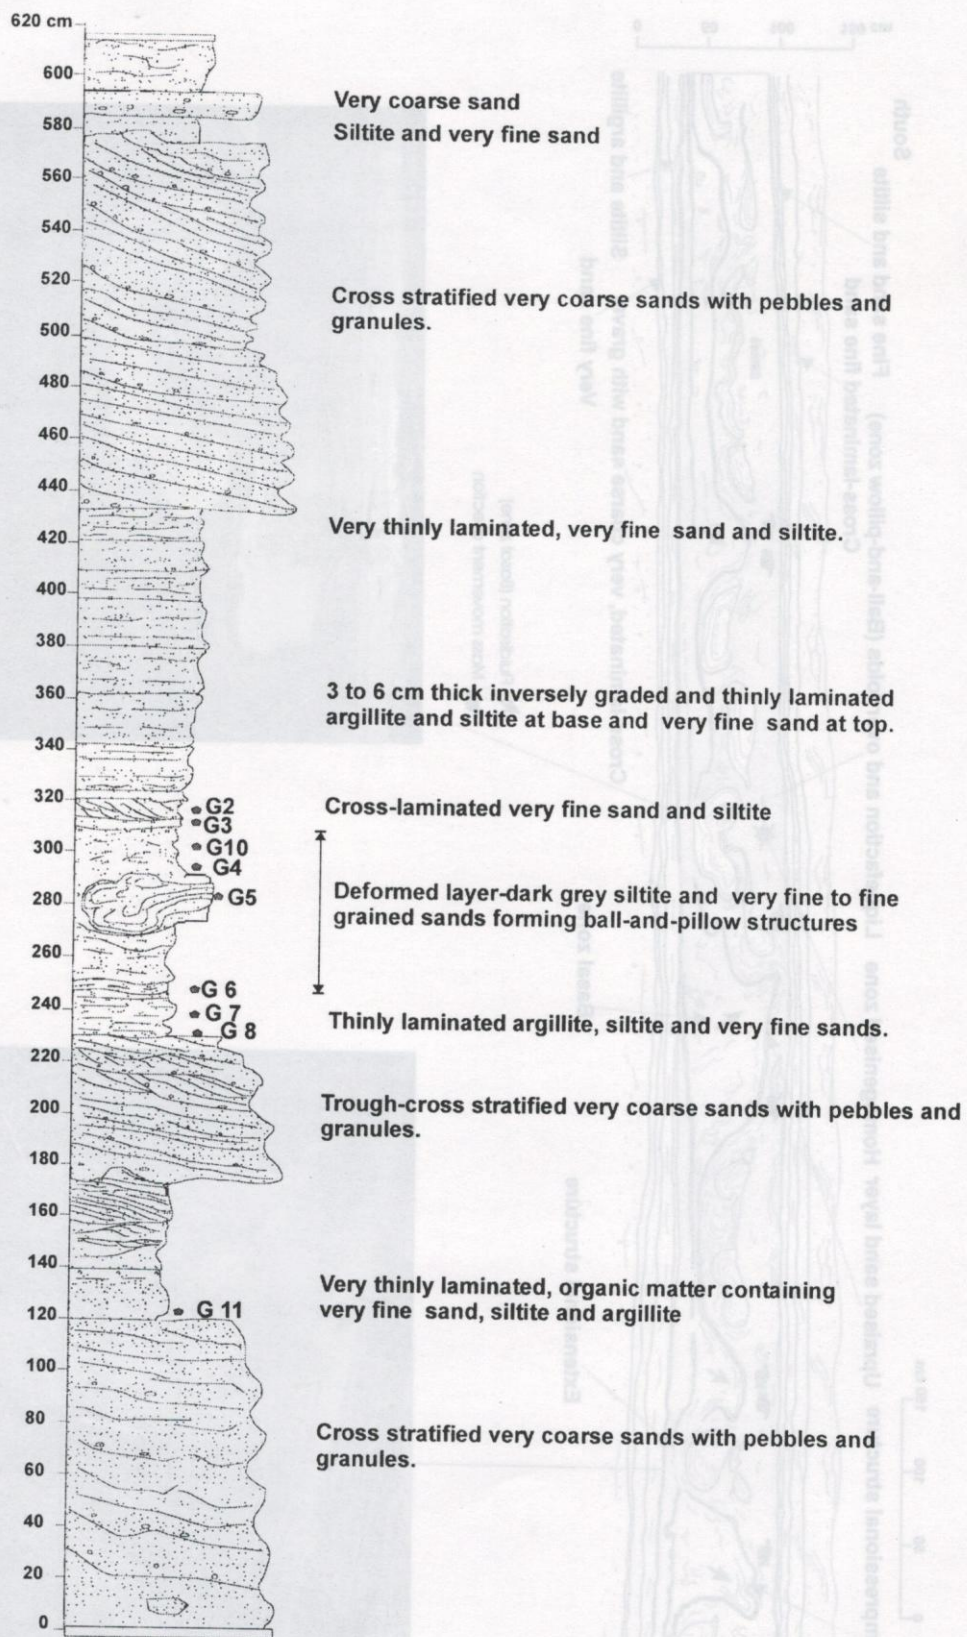 620 cm
600
Very coarse sand
580
Siltite and very fine sand
560
540
520
Cross stratified very coarse sands with pebbles and
granules.
500
480
460
440
Very thinly laminated, very fine sand and siltite.
420
400
380
360
3 to 6 cm thick inversely graded and thinly laminated
argillite and siltite at base and very fine sand at top.
340
320
G2
Cross-laminated very fine sand and siltite
G3
300
G10
G4
280
G5
Deformed layer-dark grey siltite and very fine to fine
grained sands forming ball-and-pillow structures
260
G 6
240
G 7
Thinly laminated argillite, siltite and very fine sands.
G 8
220
200
Trough-cross stratified very coarse sands with pebbles and
granules.
180
160
140
Very thinly laminated, organic matter containing
very fine sand, siltite and argillite
120
G 11
100
80
Cross stratified very coarse sands with pebbles and
granules.
60
40
20
0